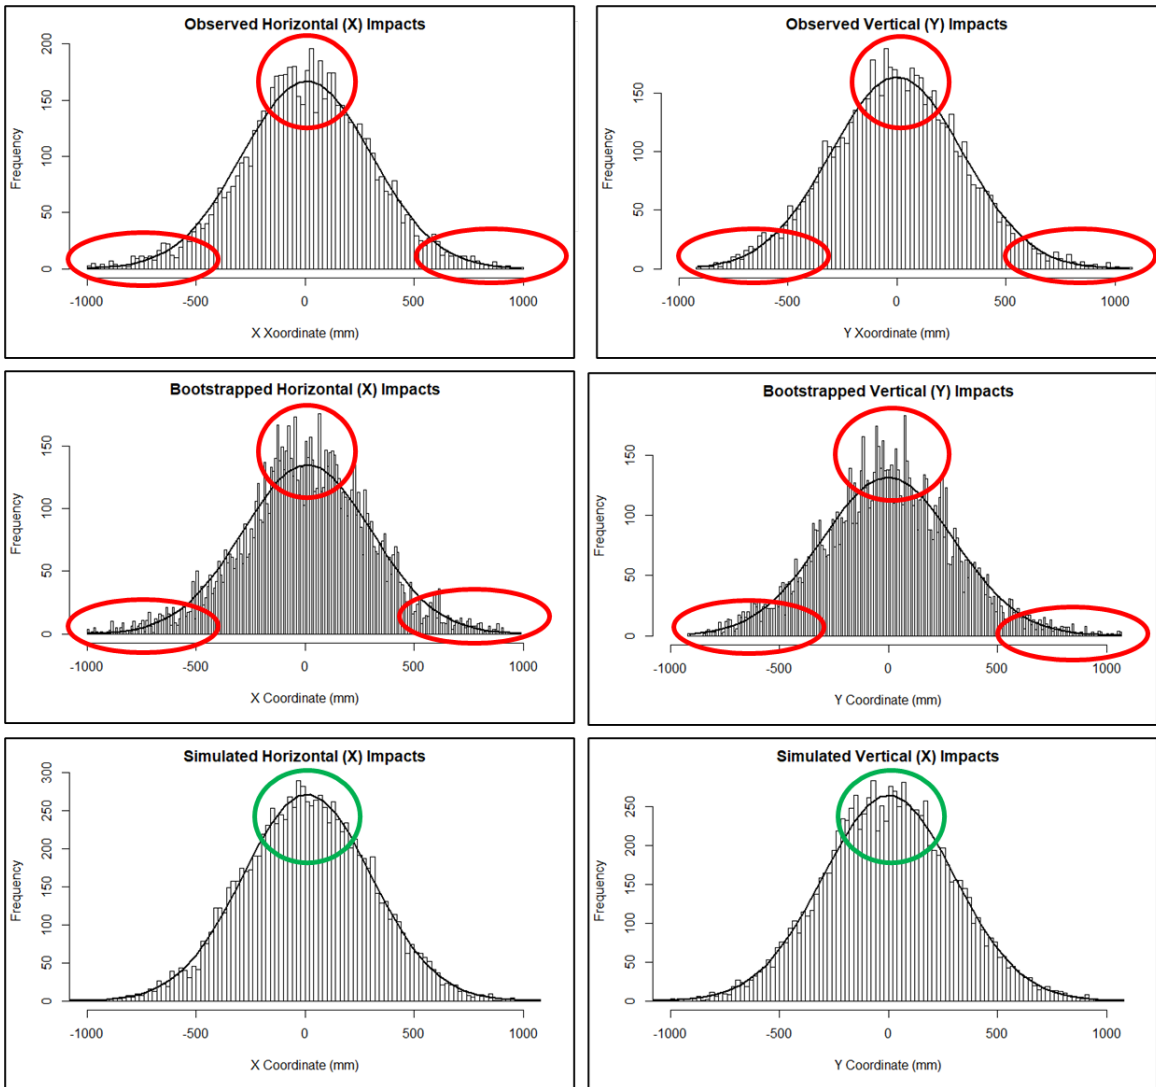 Observed Horizontal (X) Impacts
Frequency
0 50 100 150 200
-1000 -500 0 500 1000
X Xoordinate (mm)
Observed Vertical (Y) Impacts
Frequency
0 50 100 150
-1000 -500 0 500 1000
Y Xoordinate (mm)
Bootstrapped Horizontal (X) Impacts
Frequency
0 50 100 150
-1000 -500 0 500 1000
X Coordinate (mm)
Bootstrapped Vertical (Y) Impacts
Frequency
0 50 100 150
-1000 -500 0 500 1000
Y Coordinate (mm)
Simulated Horizontal (X) Impacts
Frequency
0 50 100 150 200 250 300
-1000 -500 0 500 1000
X Coordinate (mm)
Simulated Vertical (X) Impacts
Frequency
0 50 100 150 200 250
-1000 -500 0 500 1000
Y Coordinate (mm)